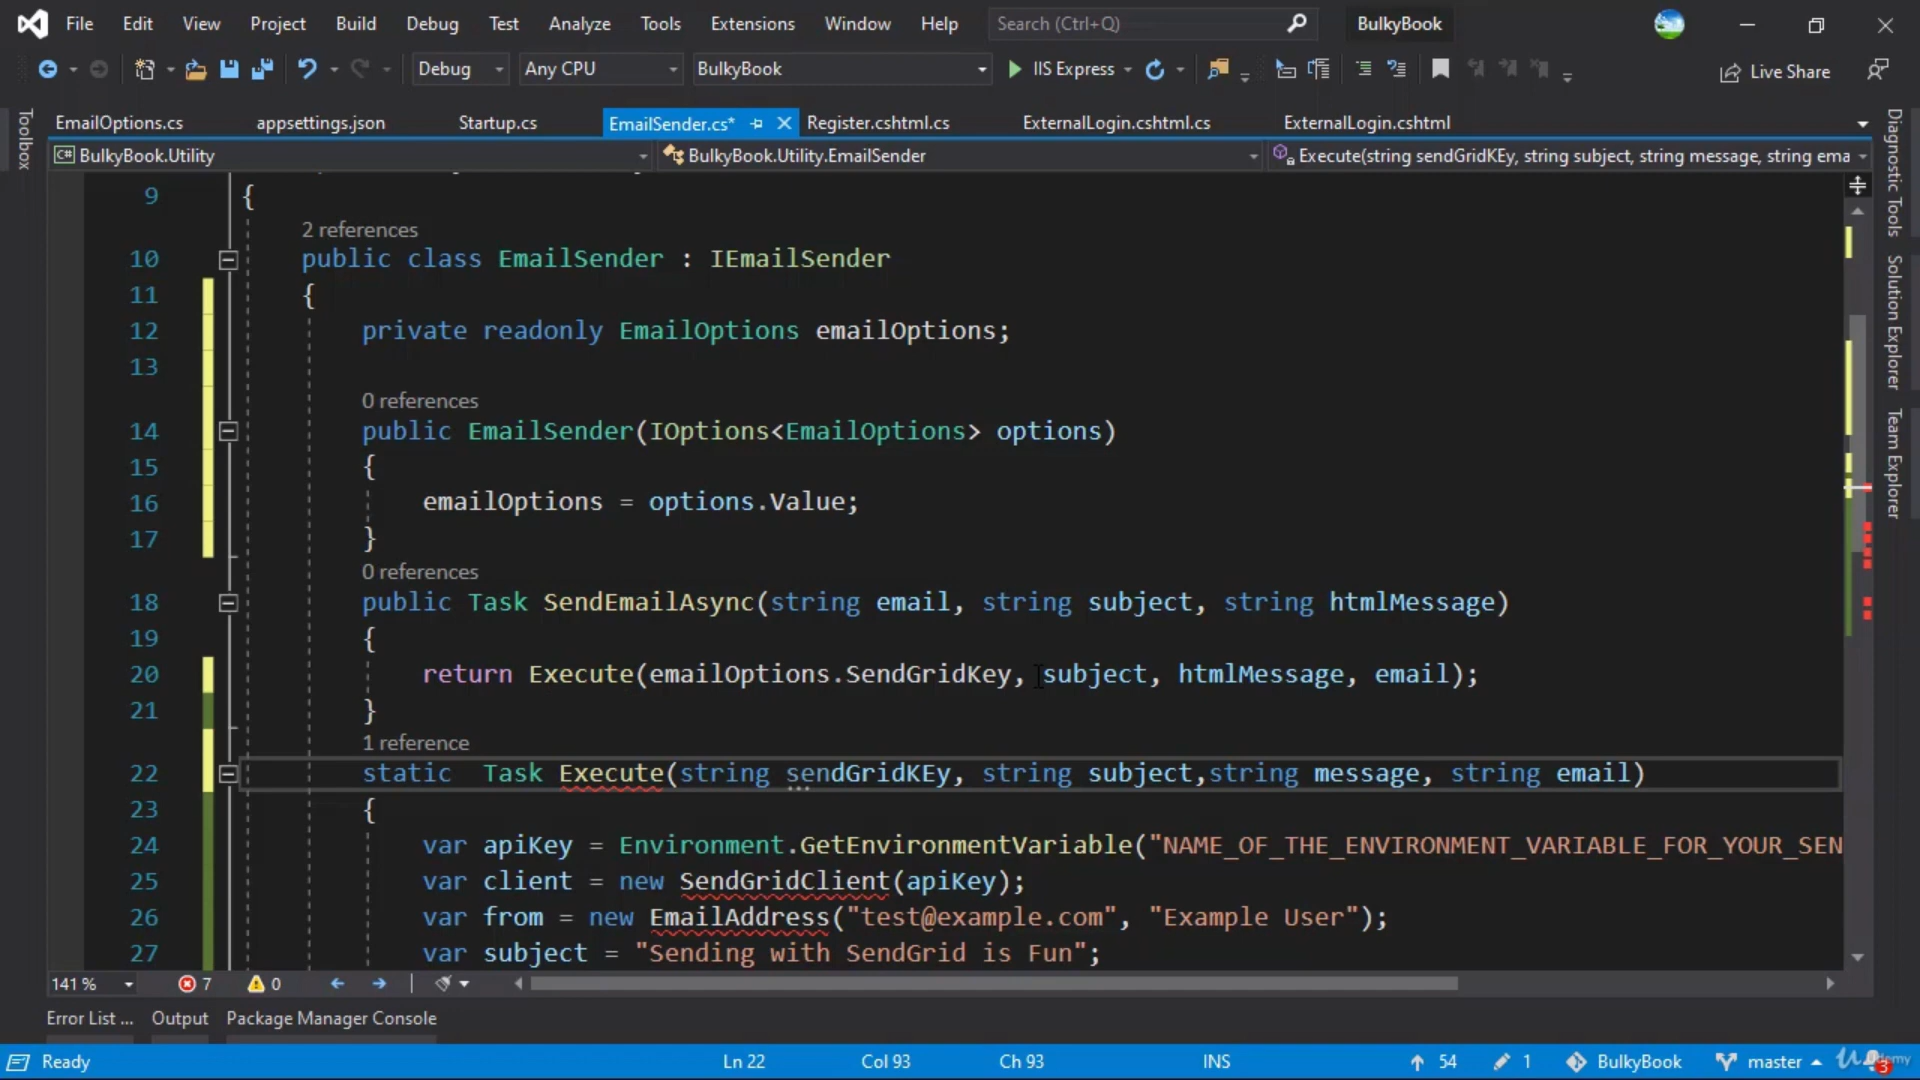 File Edit View Project Build Debug Test Analyze Tools Extensions Window Help Search (Ctrl+Q) BulkyBook
Debug Any CPU BulkyBook IIS Express Live Share
EmailOptions.cs appsettings.json Startup.cs EmailSender.cs* Register.cshtml.cs ExternalLogin.cshtml.cs ExternalLogin.cshtml
C# BulkyBook.Utility BulkyBook.Utility.EmailSender Execute(string sendGridKEy, string subject, string message, string ema
Toolbox
Diagnostic Tools
Solution Explorer
Team Explorer
9 {
2 references
10 public class EmailSender : IEmailSender
11 {
12 private readonly EmailOptions emailOptions;
13
0 references
14 public EmailSender(IOptions<EmailOptions> options)
15 {
16 emailOptions = options.Value;
17 }
0 references
18 public Task SendEmailAsync(string email, string subject, string htmlMessage)
19 {
20 return Execute(emailOptions.SendGridKey, subject, htmlMessage, email);
21 }
1 reference
22 static Task Execute(string sendGridKEy, string subject,string message, string email)
23 {
24 var apiKey = Environment.GetEnvironmentVariable("NAME_OF_THE_ENVIRONMENT_VARIABLE_FOR_YOUR_SEN
25 var client = new SendGridClient(apiKey);
26 var from = new EmailAddress("test@example.com", "Example User");
27 var subject = "Sending with SendGrid is Fun";
141 % 7 0
Error List ... Output Package Manager Console
Ready Ln 22 Col 93 Ch 93 INS 54 1 BulkyBook master 3